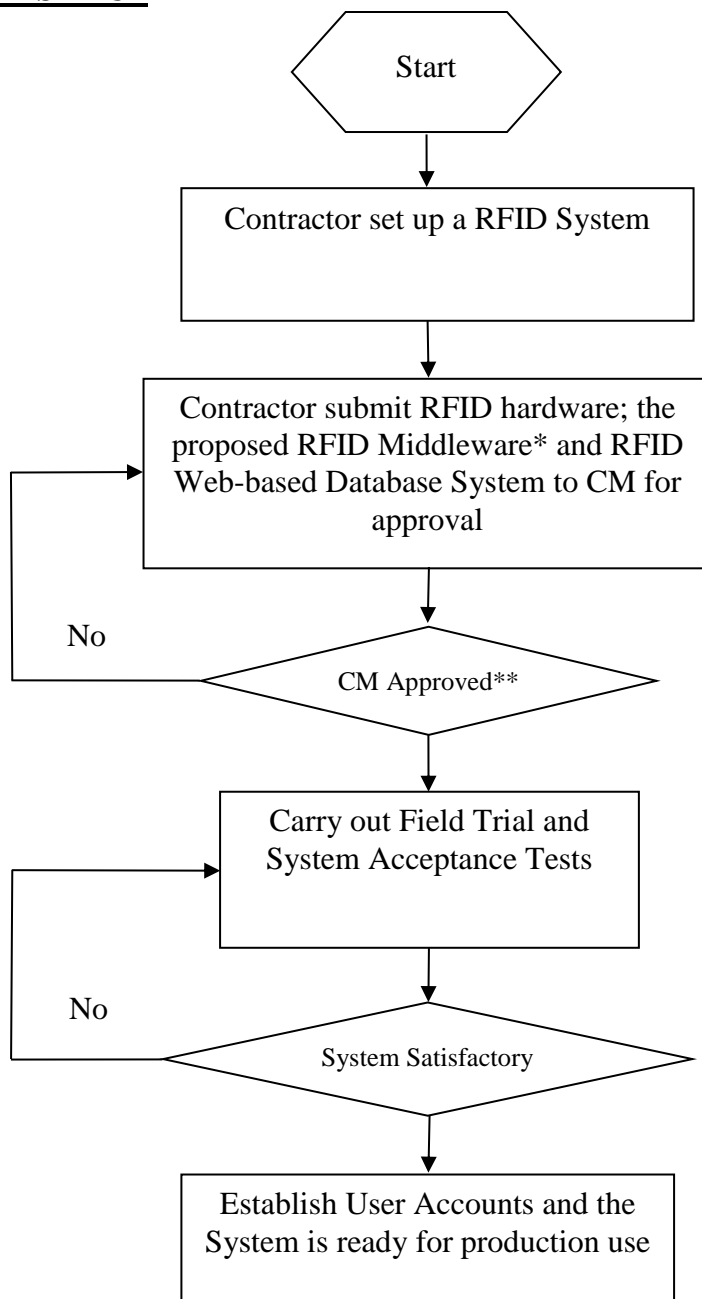 Start
Contractor set up a RFID System
Contractor submit RFID hardware; the
proposed RFID Middleware* and RFID
Web-based Database System to CM for
approval
No
CM Approved**
Carry out Field Trial and
System Acceptance Tests
No
System Satisfactory
Establish User Accounts and the
System is ready for production use